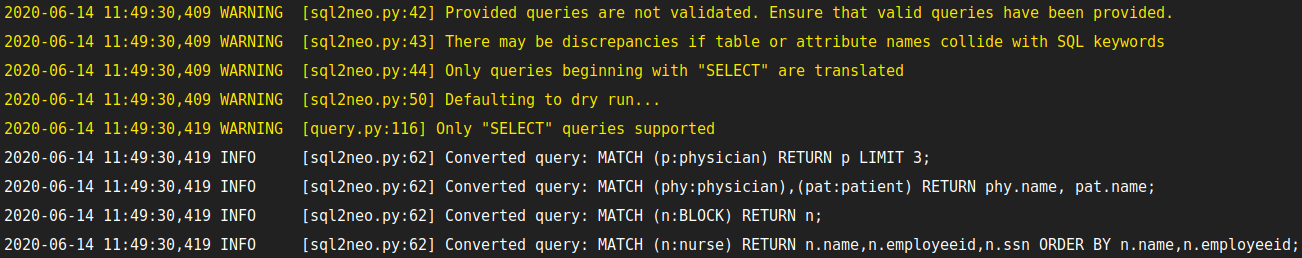 2020-06-14 11:49:30,409 WARNING  [sql2neo.py:42] Provided queries are not validated. Ensure that valid queries have been provided.
2020-06-14 11:49:30,409 WARNING  [sql2neo.py:43] There may be discrepancies if table or attribute names collide with SQL keywords
2020-06-14 11:49:30,409 WARNING  [sql2neo.py:44] Only queries beginning with "SELECT" are translated
2020-06-14 11:49:30,409 WARNING  [sql2neo.py:50] Defaulting to dry run...
2020-06-14 11:49:30,419 WARNING  [query.py:116] Only "SELECT" queries supported
2020-06-14 11:49:30,419 INFO     [sql2neo.py:62] Converted query: MATCH (p:physician) RETURN p LIMIT 3;
2020-06-14 11:49:30,419 INFO     [sql2neo.py:62] Converted query: MATCH (phy:physician),(pat:patient) RETURN phy.name, pat.name;
2020-06-14 11:49:30,419 INFO     [sql2neo.py:62] Converted query: MATCH (n:BLOCK) RETURN n;
2020-06-14 11:49:30,419 INFO     [sql2neo.py:62] Converted query: MATCH (n:nurse) RETURN n.name,n.employeeid,n.ssn ORDER BY n.name,n.employeeid;